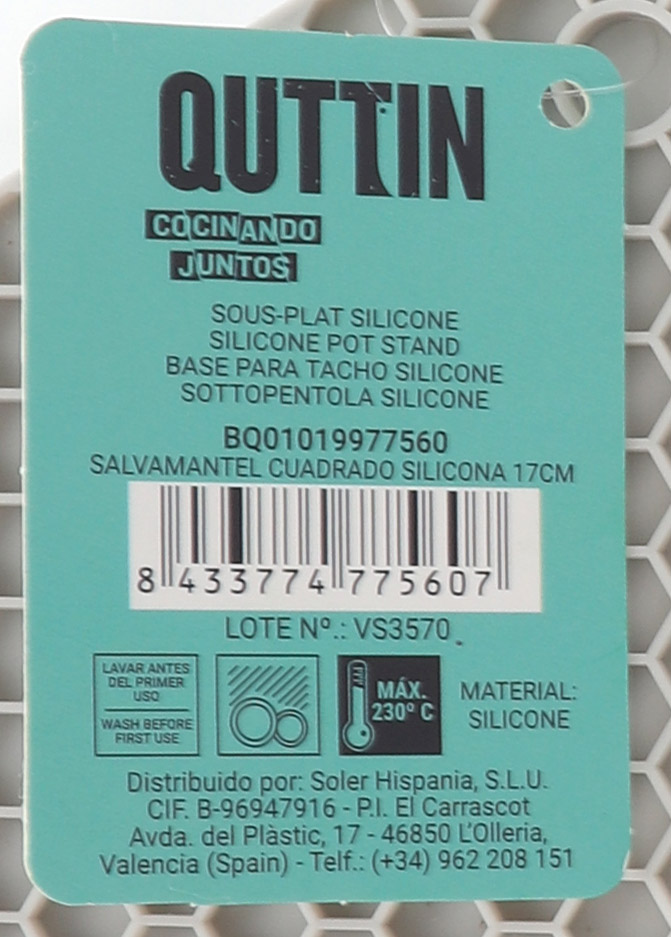 QUTTIN
COCINANDO
JUNTOS
SOUS-PLAT SILICONE
SILICONE POT STAND
BASE PARA TACHO SILICONE
SOTTOPENTOLA SILICONE
BQ01019977560
SALVAMANTEL CUADRADO SILICONA 17CM
8 433774 775607
LOTE Nº.: VS3570
LAVAR ANTES
DEL PRIMER
USO
WASH BEFORE
FIRST USE
MÁX.
230º C
MATERIAL:
SILICONE
Distribuido por: Soler Hispania, S.L.U.
CIF. B-96947916 - P.I. El Carrascot
Avda. del Plàstic, 17 - 46850 L'Olleria,
Valencia (Spain) - Telf.: (+34) 962 208 151